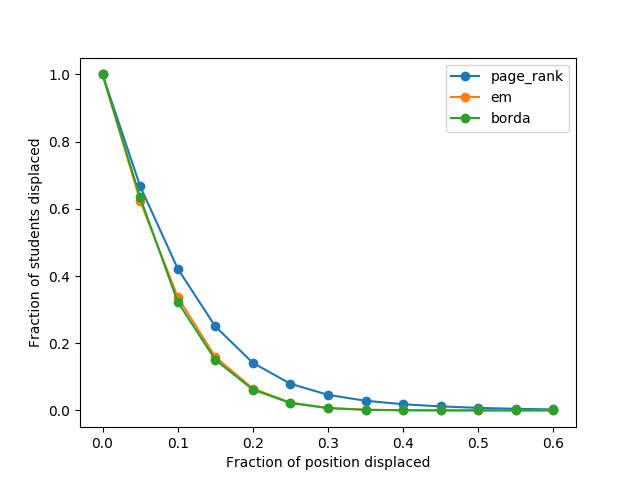 page_rank
em
borda
1.0
0.8
0.6
0.4
0.2
0.0
Fraction of students displaced
0.0 0.1 0.2 0.3 0.4 0.5 0.6
Fraction of position displaced